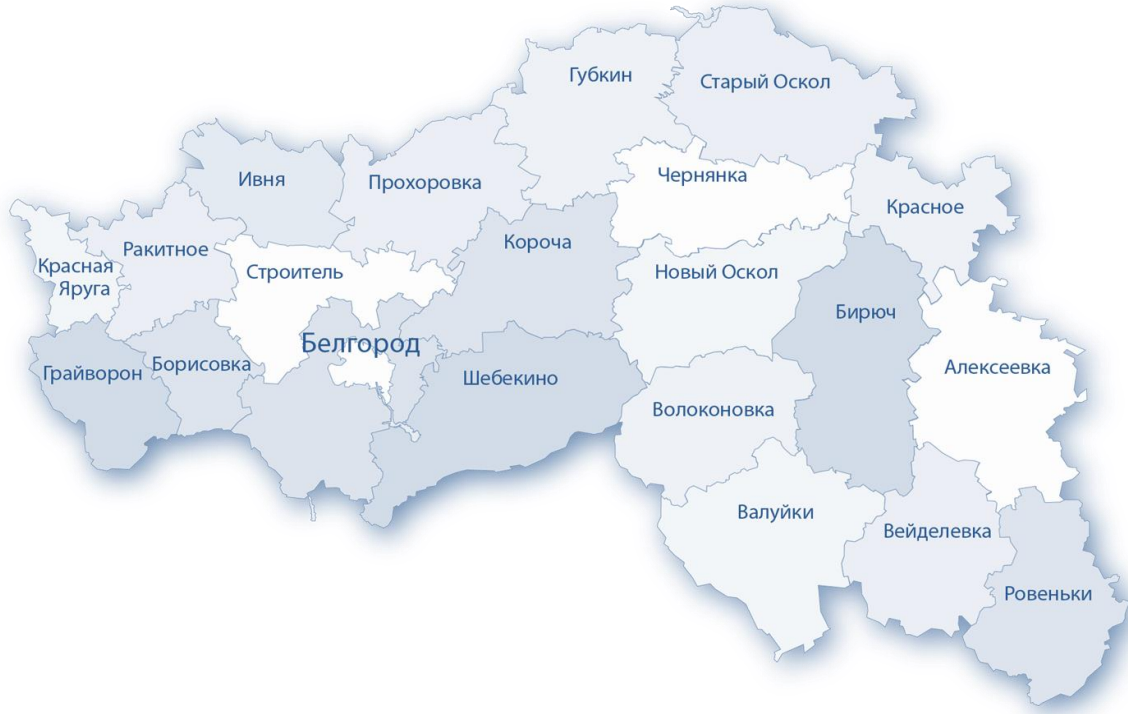 Губкин
Старый Оскол
Ивня
Прохоровка
Чернянка
Красное
Ракитное
Короча
Красная
Яруга
Строитель
Новый Оскол
Бирюч
Белгород
Грайворон
Борисовка
Шебекино
Алексеевка
Волоконовка
Валуйки
Вейделевка
Ровеньки